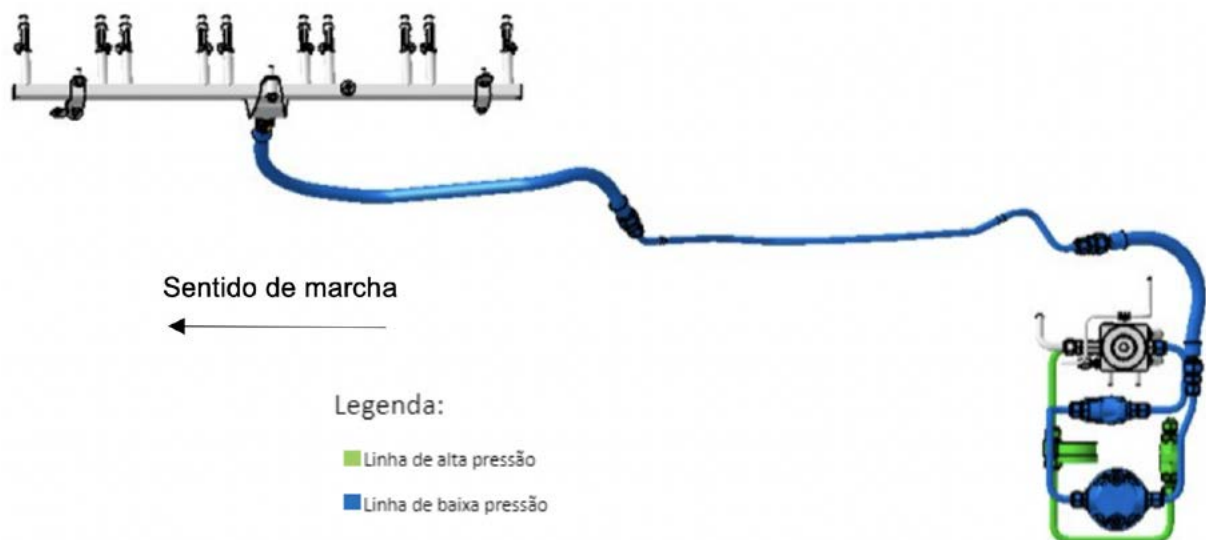 Sentido de marcha
Legenda:
Linha de alta pressão
Linha de baixa pressão